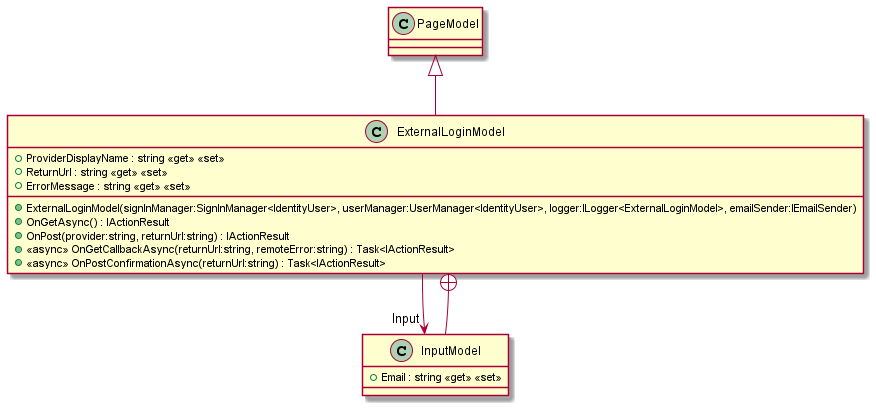 C PageModel
C ExternalLoginModel
ProviderDisplayName : string «get» «set»
ReturnUrl : string «get» «set»
ErrorMessage : string «get» «set»
ExternalLoginModel(signInManager:SignInManager<IdentityUser>, userManager:UserManager<IdentityUser>, logger:ILogger<ExternalLoginModel>, emailSender:IEmailSender)
OnGetAsync() : IActionResult
OnPost(provider:string, returnUrl:string) : IActionResult
«async» OnGetCallbackAsync(returnUrl:string, remoteError:string) : Task<IActionResult>
«async» OnPostConfirmationAsync(returnUrl:string) : Task<IActionResult>
Input
C InputModel
Email : string «get» «set»